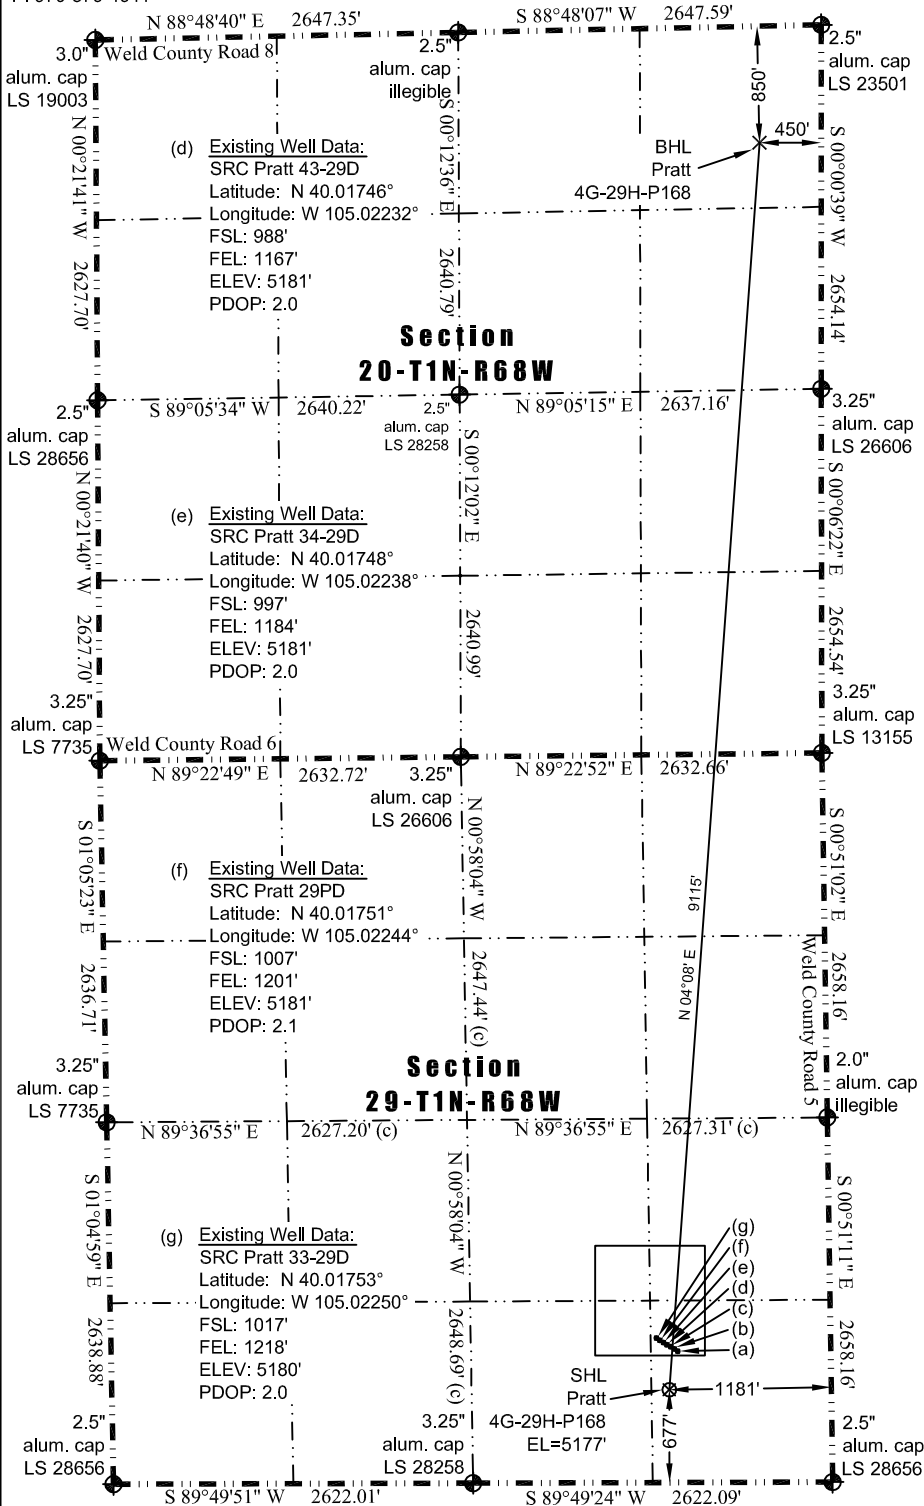 N 88°48'40" E 2647.35'
S 88°48'07" W 2647.59'
Weld County Road 8
3.0"
alum. cap
LS 19003
2.5"
alum. cap
illegible
2.5"
alum. cap
LS 23501
850'
450'
BHL
Pratt
4G-29H-P168
N 00°21'41" W 2627.70'
S 00°12'36" E 2640.79'
S 00°00'39" W 2654.14'
(d) Existing Well Data:
SRC Pratt 43-29D
Latitude: N 40.01746°
Longitude: W 105.02232°
FSL: 988'
FEL: 1167'
ELEV: 5181'
PDOP: 2.0
Section
20-T1N-R68W
S 89°05'34" W 2640.22'
N 89°05'15" E 2637.16'
2.5"
alum. cap
LS 28656
2.5"
alum. cap
LS 28258
3.25"
alum. cap
LS 26606
N 00°21'40" W 2627.70'
S 00°12'02" E 2640.99'
S 00°06'22" E 2654.54'
(e) Existing Well Data:
SRC Pratt 34-29D
Latitude: N 40.01748°
Longitude: W 105.02238°
FSL: 997'
FEL: 1184'
ELEV: 5181'
PDOP: 2.0
3.25"
alum. cap
LS 7735
3.25"
alum. cap
LS 13155
Weld County Road 6
N 89°22'49" E 2632.72'
N 89°22'52" E 2632.66'
3.25"
alum. cap
LS 26606
S 01°05'23" E 2636.71'
N 00°58'04" W 2647.44' (c)
S 00°51'02" E 2658.16'
Weld County Road 5
N 04°08' E 9115'
(f) Existing Well Data:
SRC Pratt 29PD
Latitude: N 40.01751°
Longitude: W 105.02244°
FSL: 1007'
FEL: 1201'
ELEV: 5181'
PDOP: 2.1
Section
29-T1N-R68W
3.25"
alum. cap
LS 7735
2.0"
alum. cap
illegible
N 89°36'55" E 2627.20' (c)
N 89°36'55" E 2627.31' (c)
S 01°04'59" E 2638.88'
N 00°58'04" W 2648.69' (c)
S 00°51'11" E 2658.16'
(g) Existing Well Data:
SRC Pratt 33-29D
Latitude: N 40.01753°
Longitude: W 105.02250°
FSL: 1017'
FEL: 1218'
ELEV: 5180'
PDOP: 2.0
(g)
(f)
(e)
(d)
(c)
(b)
(a)
SHL
Pratt
4G-29H-P168
EL=5177'
1181'
677'
2.5"
alum. cap
LS 28656
3.25"
alum. cap
LS 28258
2.5"
alum. cap
LS 28656
S 89°49'51" W 2622.01'
S 89°49'24" W 2622.09'